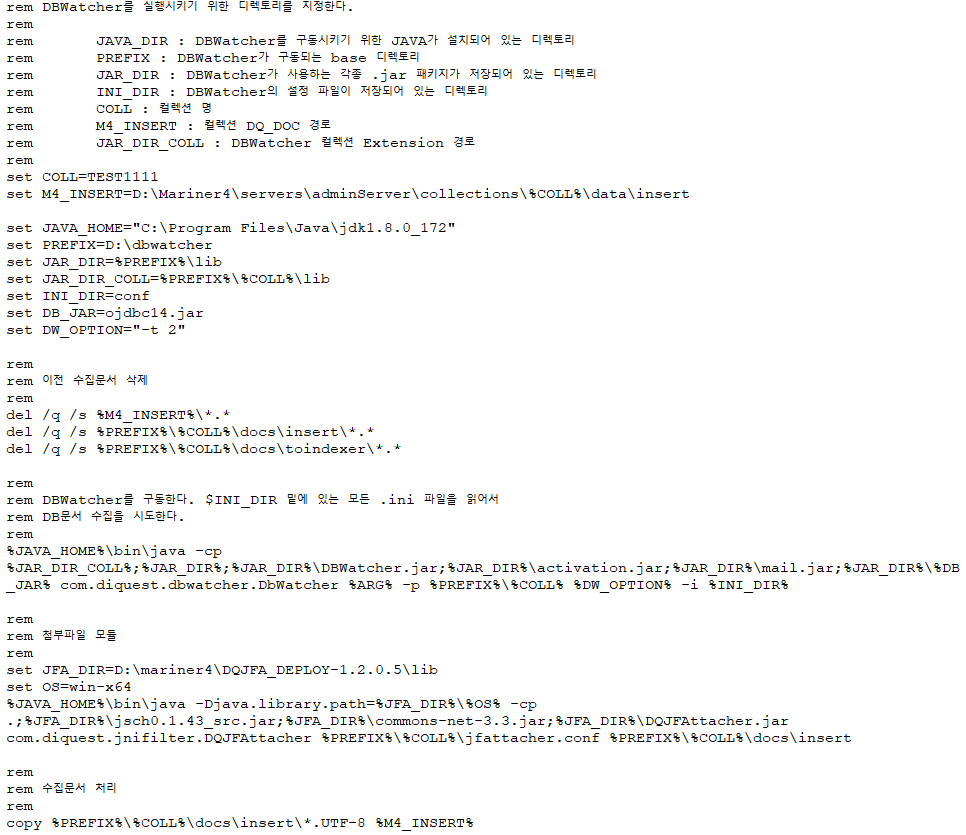 rem DBWatcher를 실행시키기 위한 디렉토리를 지정한다.
rem
rem JAVA_DIR : DBWatcher를 구동시키기 위한 JAVA가 설치되어 있는 디렉토리
rem PREFIX : DBWatcher가 구동되는 base 디렉토리
rem JAR_DIR : DBWatcher가 사용하는 각종 .jar 패키지가 저장되어 있는 디렉토리
rem INI_DIR : DBWatcher의 설정 파일이 저장되어 있는 디렉토리
rem COLL : 컬렉션 명
rem M4_INSERT : 컬렉션 DQ_DOC 경로
rem JAR_DIR_COLL : DBWatcher 컬렉션 Extension 경로
rem
set COLL=TEST1111
set M4_INSERT=D:\Mariner4\servers\adminServer\collections\%COLL%\data\insert
set JAVA_HOME="C:\Program Files\Java\jdk1.8.0_172"
set PREFIX=D:\dbwatcher
set JAR_DIR=%PREFIX%\lib
set JAR_DIR_COLL=%PREFIX%\%COLL%\lib
set INI_DIR=conf
set DB_JAR=ojdbc14.jar
set DW_OPTION="-t 2"
rem
rem 이전 수집문서 삭제
rem
del /q /s %M4_INSERT%\*.*
del /q /s %PREFIX%\%COLL%\docs\insert\*.*
del /q /s %PREFIX%\%COLL%\docs\toindexer\*.*
rem
rem DBWatcher를 구동한다. $INI_DIR 밑에 있는 모든 .ini 파일을 읽어서
rem DB문서 수집을 시도한다.
rem
%JAVA_HOME%\bin\java -cp
%JAR_DIR_COLL%;%JAR_DIR%;%JAR_DIR%\DBWatcher.jar;%JAR_DIR%\activation.jar;%JAR_DIR%\mail.jar;%JAR_DIR%\%DB
_JAR% com.diquest.dbwatcher.DbWatcher %ARG% -p %PREFIX%\%COLL% %DW_OPTION% -i %INI_DIR%
rem
rem 첨부파일 모듈
rem
set JFA_DIR=D:\mariner4\DQJFA_DEPLOY-1.2.0.5\lib
set OS=win-x64
%JAVA_HOME%\bin\java -Djava.library.path=%JFA_DIR%\%OS% -cp
.;%JFA_DIR%\jsch0.1.43_src.jar;%JFA_DIR%\commons-net-3.3.jar;%JFA_DIR%\DQJFAttacher.jar
com.diquest.jnifilter.DQJFAttacher %PREFIX%\%COLL%\jfattacher.conf %PREFIX%\%COLL%\docs\insert
rem
rem 수집문서 처리
rem
copy %PREFIX%\%COLL%\docs\insert\*.UTF-8 %M4_INSERT%